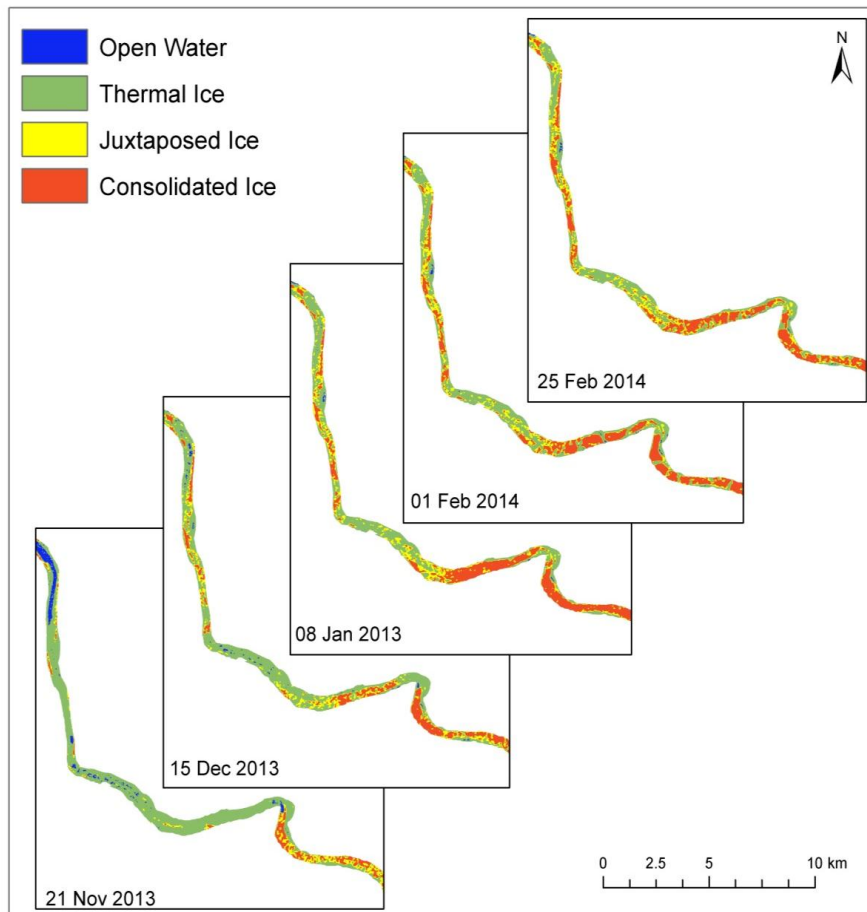 Open Water
Thermal Ice
Juxtaposed Ice
Consolidated Ice
N
25 Feb 2014
01 Feb 2014
08 Jan 2013
15 Dec 2013
21 Nov 2013
0 2.5 5 10 km